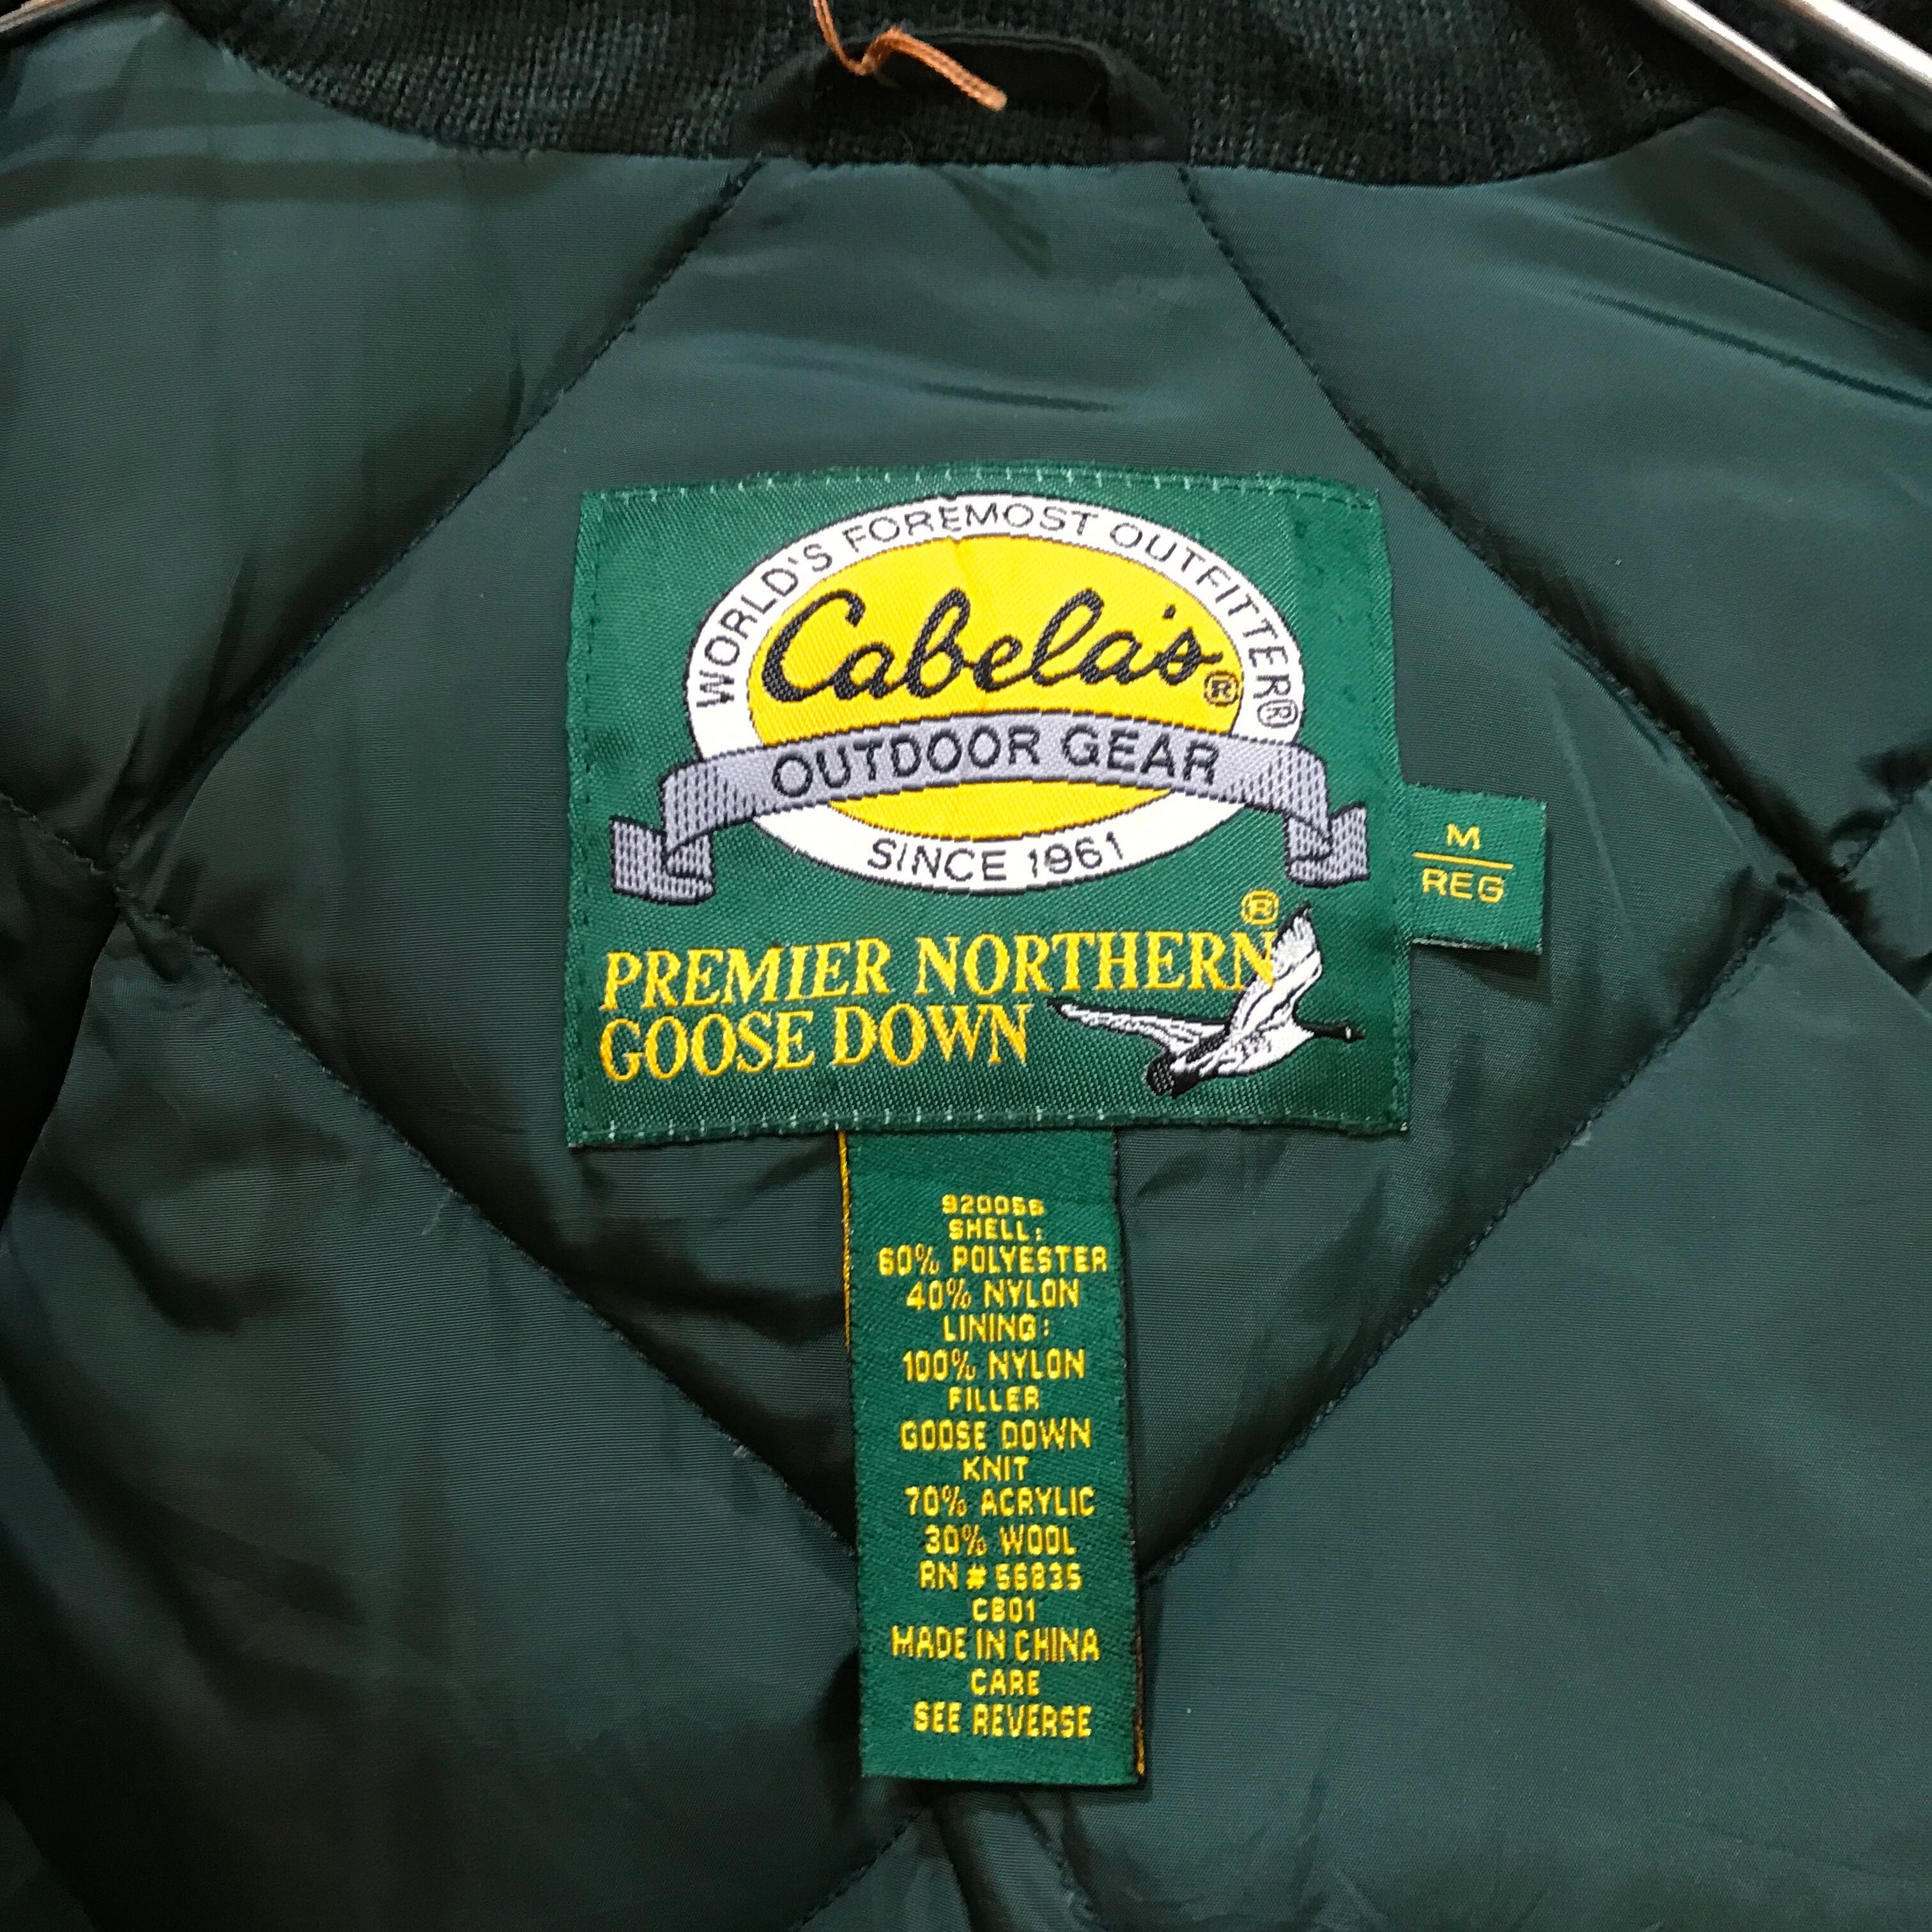 WORLD'S FOREMOST OUTFITTER®
Cabela's®
OUTDOOR GEAR
SINCE 1961
PREMIER NORTHERN®
GOOSE DOWN
M
REG
920056
SHELL:
60% POLYESTER
40% NYLON
LINING:
100% NYLON
FILLER
GOOSE DOWN
KNIT
70% ACRYLIC
30% WOOL
RN # 56835
CB01
MADE IN CHINA
CARE
SEE REVERSE